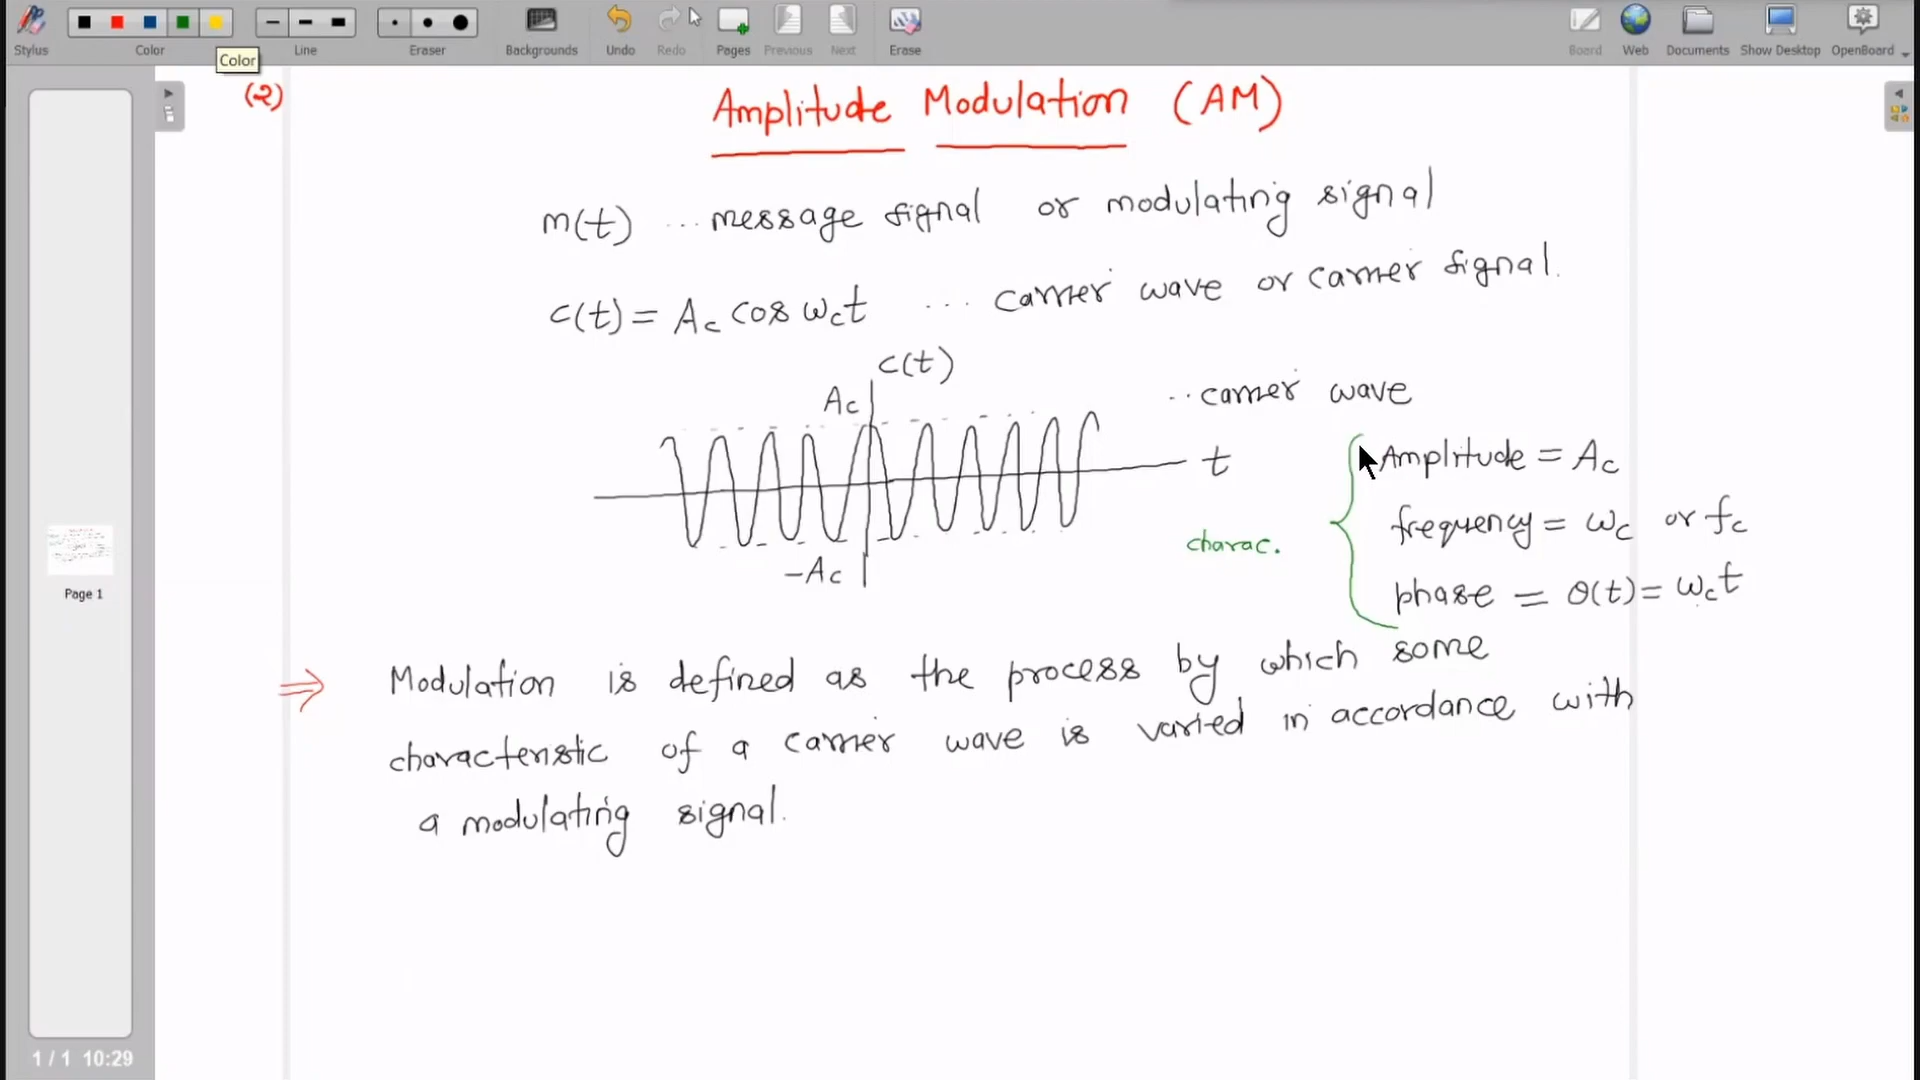 Stylus
Color
Line
Eraser
Backgrounds
Undo
Redo
Pages
Previous
Next
Erase
Board
Web
Documents
Show Desktop
OpenBoard
Color
(2)
Amplitude Modulation (AM)
m(t) ... message signal or modulating signal
c(t) = Ac cos ωct ... carrier wave or carrier signal.
c(t)
Ac
.. carrier wave
t
Amplitude = Ac
frequency = ωc or fc
charac.
-Ac
phase = θ(t) = ωct
⇒ Modulation is defined as the process by which some
characteristic of a carrier wave is varied in accordance with
a modulating signal.
Page 1
1 / 1 10:29